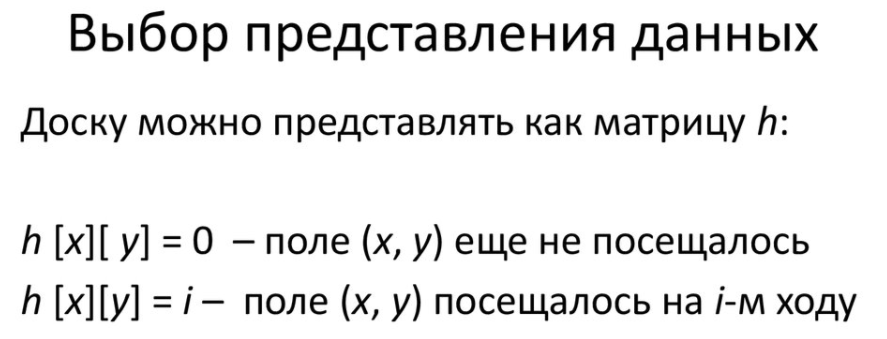 Выбор представления данных
Доску можно представлять как матрицу h:
h [x][ y] = 0 – поле (x, y) еще не посещалось
h [x][y] = i – поле (x, y) посещалось на i-м ходу